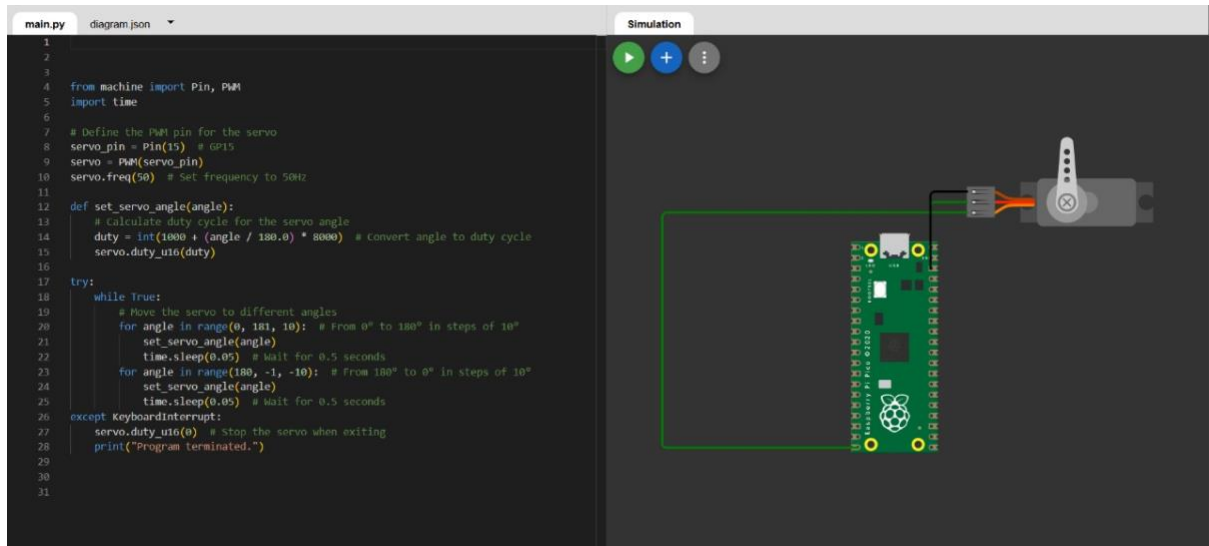 main.py diagram.json
Simulation
1
2
3
4 from machine import Pin, PWM
5 import time
6
7 # Define the PWM pin for the servo
8 servo_pin = Pin(15) # GP15
9 servo = PWM(servo_pin)
10 servo.freq(50) # Set frequency to 50Hz
11
12 def set_servo_angle(angle):
13 # Calculate duty cycle for the servo angle
14 duty = int(1000 + (angle / 180.0) * 8000) # Convert angle to duty cycle
15 servo.duty_u16(duty)
16
17 try:
18 while True:
19 # Move the servo to different angles
20 for angle in range(0, 181, 10): # From 0° to 180° in steps of 10°
21 set_servo_angle(angle)
22 time.sleep(0.05) # Wait for 0.5 seconds
23 for angle in range(180, -1, -10): # From 180° to 0° in steps of 10°
24 set_servo_angle(angle)
25 time.sleep(0.05) # Wait for 0.5 seconds
26 except KeyboardInterrupt:
27 servo.duty_u16(0) # Stop the servo when exiting
28 print("Program terminated.")
29
30
31
Raspberry Pi Pico ©2020